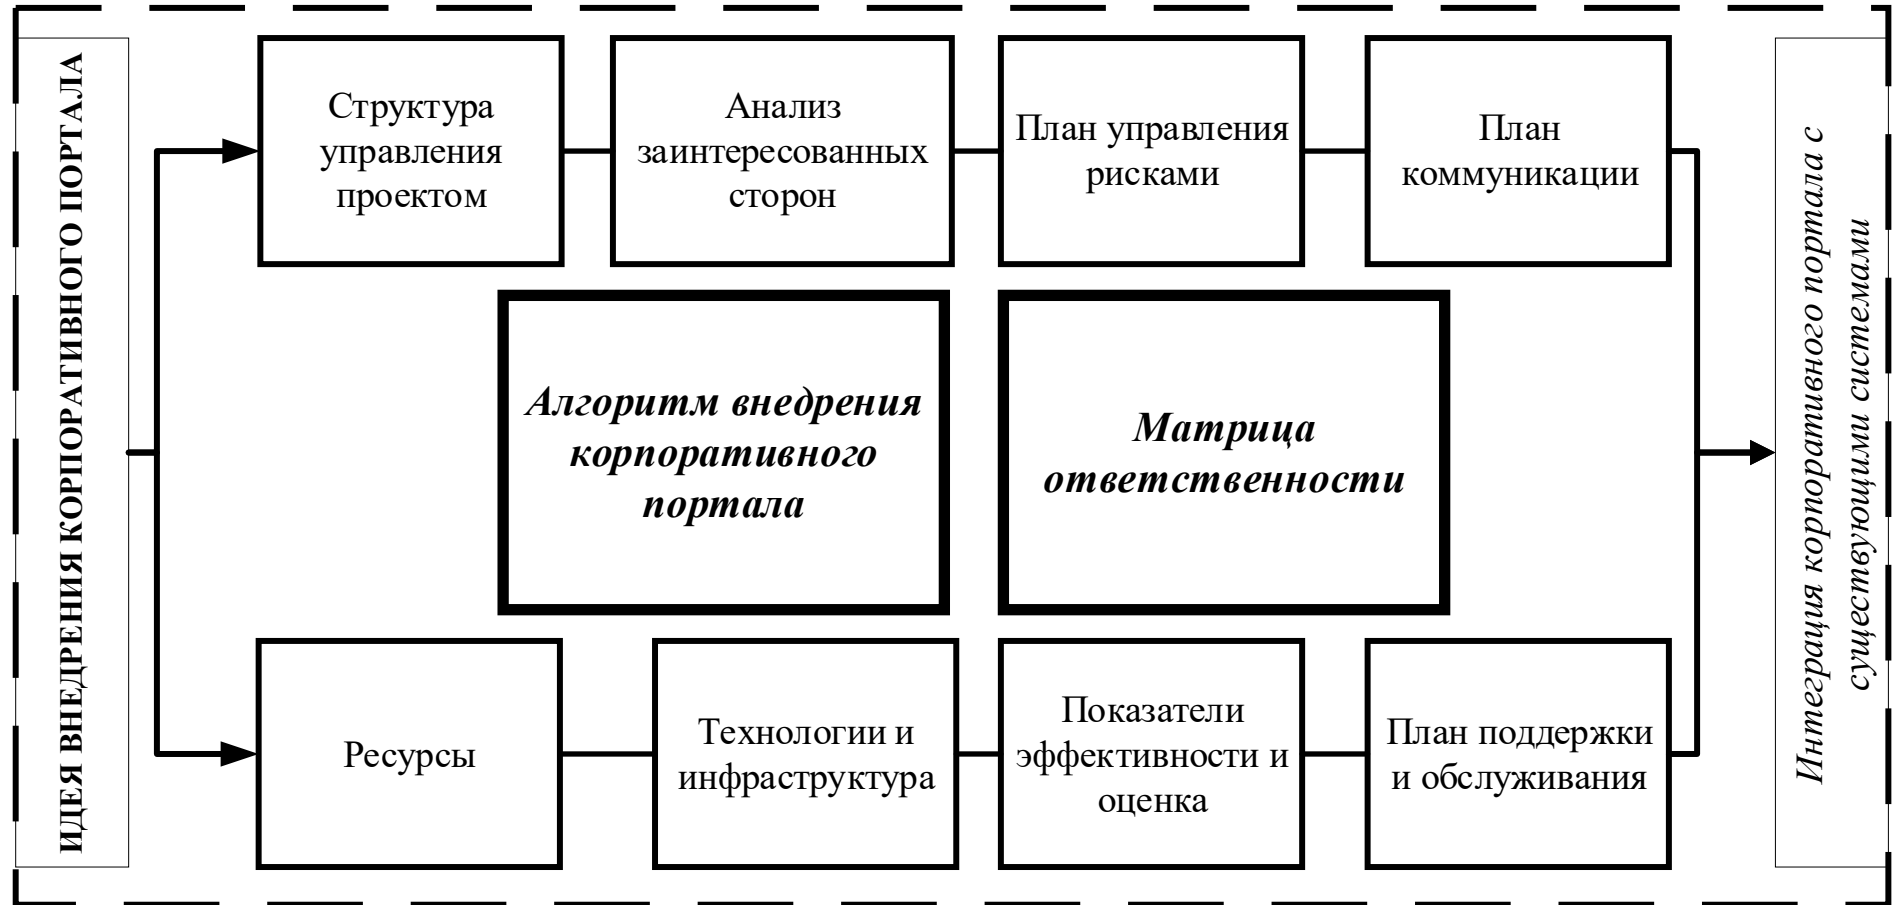 ИДЕЯ ВНЕДРЕНИЯ КОРПОРАТИВНОГО ПОРТАЛА
Структура
управления
проектом
Анализ
заинтересованных
сторон
План управления
рисками
План
коммуникации
Алгоритм внедрения
корпоративного
портала
Матрица
ответственности
Ресурсы
Технологии и
инфраструктура
Показатели
эффективности и
оценка
План поддержки
и обслуживания
Интеграция корпоративного портала с
существующими системами